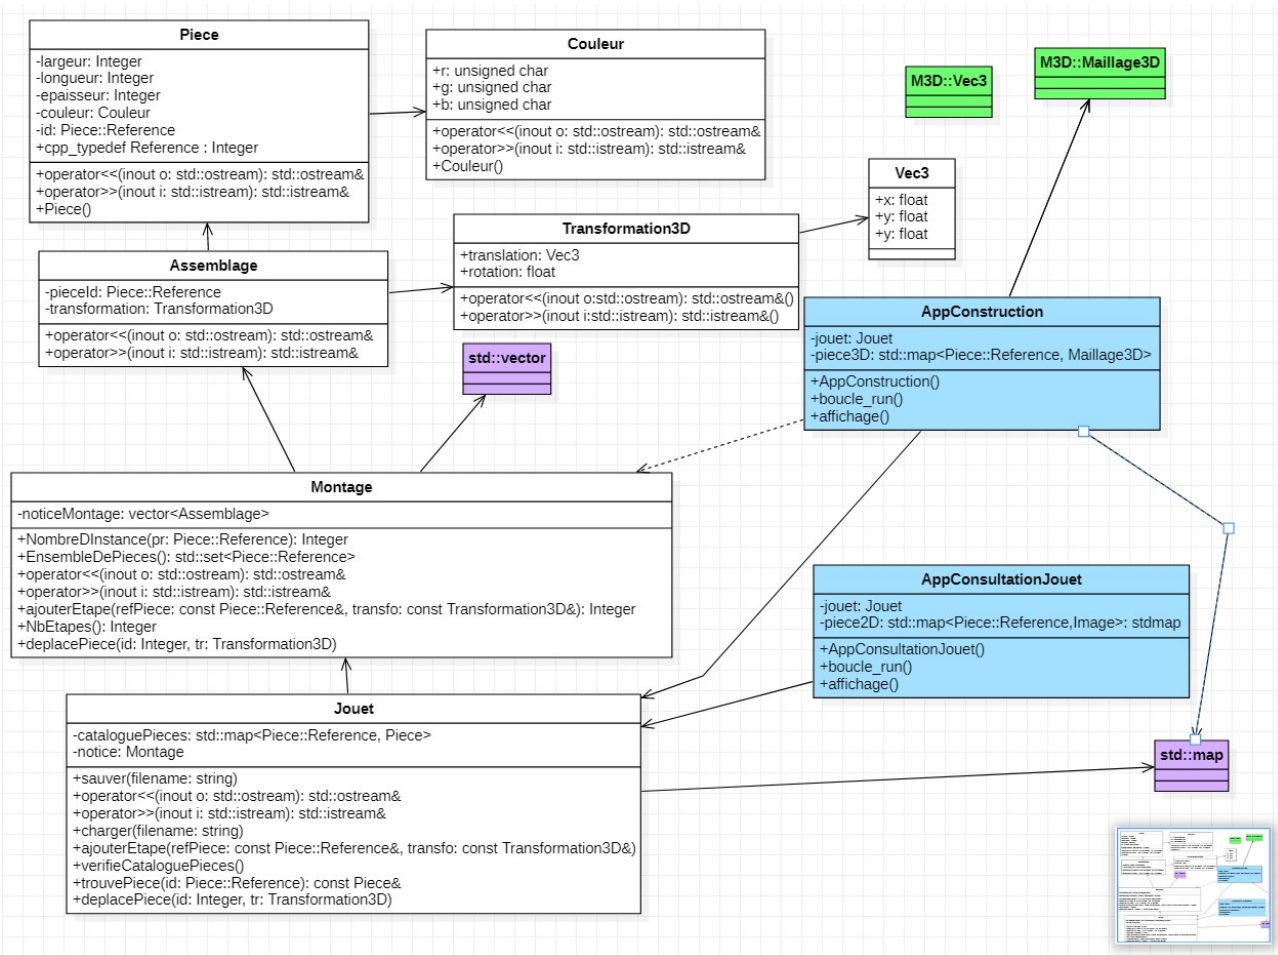 Piece
-largeur: Integer
-longueur: Integer
-epaisseur: Integer
-couleur: Couleur
-id: Piece::Reference
+cpp_typedef Reference : Integer
+operator<<(inout o: std::ostream): std::ostream&
+operator>>(inout i: std::istream): std::istream&
+Piece()
Couleur
+r: unsigned char
+g: unsigned char
+b: unsigned char
+operator<<(inout o: std::ostream): std::ostream&
+operator>>(inout i: std::istream): std::istream&
+Couleur()
M3D::Vec3
M3D::Maillage3D
Vec3
+x: float
+y: float
+y: float
Transformation3D
+translation: Vec3
+rotation: float
+operator<<(inout o:std::ostream): std::ostream&()
+operator>>(inout i:std::istream): std::istream&()
Assemblage
-pieceId: Piece::Reference
-transformation: Transformation3D
+operator<<(inout o: std::ostream): std::ostream&
+operator>>(inout i: std::istream): std::istream&
std::vector
AppConstruction
-jouet: Jouet
-piece3D: std::map<Piece::Reference, Maillage3D>
+AppConstruction()
+boucle_run()
+affichage()
Montage
-noticeMontage: vector<Assemblage>
+NombreDInstance(pr: Piece::Reference): Integer
+EnsembleDePieces(): std::set<Piece::Reference>
+operator<<(inout o: std::ostream): std::ostream&
+operator>>(inout i: std::istream): std::istream&
+ajouterEtape(refPiece: const Piece::Reference&, transfo: const Transformation3D&): Integer
+NbEtapes(): Integer
+deplacePiece(id: Integer, tr: Transformation3D)
AppConsultationJouet
-jouet: Jouet
-piece2D: std::map<Piece::Reference,Image>: stdmap
+AppConsultationJouet()
+boucle_run()
+affichage()
Jouet
-cataloguePieces: std::map<Piece::Reference, Piece>
-notice: Montage
+sauver(filename: string)
+operator<<(inout o: std::ostream): std::ostream&
+operator>>(inout i: std::istream): std::istream&
+charger(filename: string)
+ajouterEtape(refPiece: const Piece::Reference&, transfo: const Transformation3D&)
+verifieCataloguePieces()
+trouvePiece(id: Piece::Reference): const Piece&
+deplacePiece(id: Integer, tr: Transformation3D)
std::map